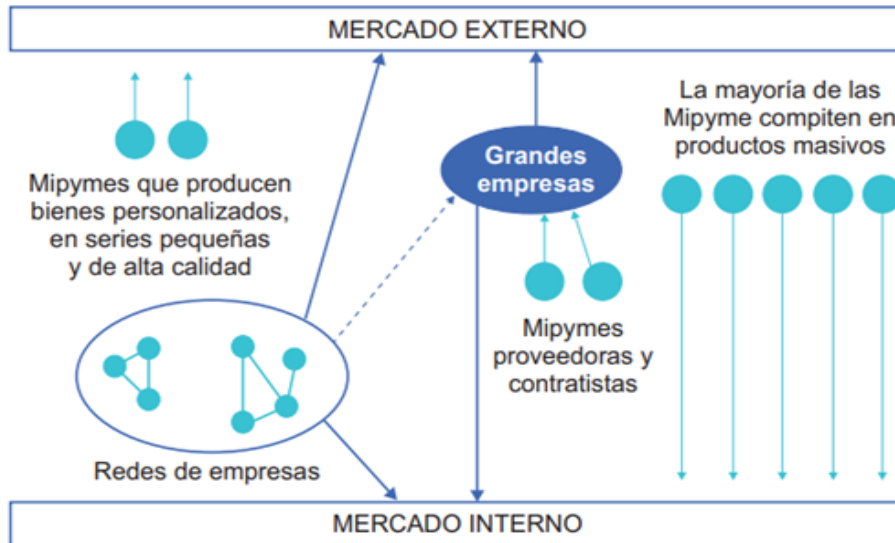 MERCADO EXTERNO
Mipymes que producen
bienes personalizados,
en series pequeñas
y de alta calidad
Grandes
empresas
La mayoría de las
Mipyme compiten en
productos masivos
Mipymes
proveedoras y
contratistas
Redes de empresas
MERCADO INTERNO